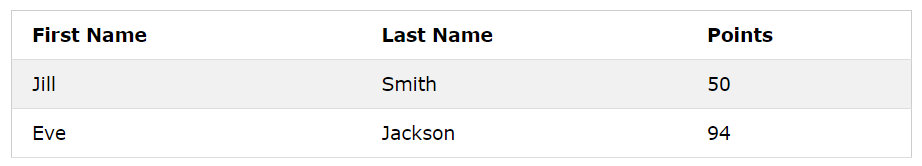 First Name Last Name Points
Jill Smith 50
Eve Jackson 94